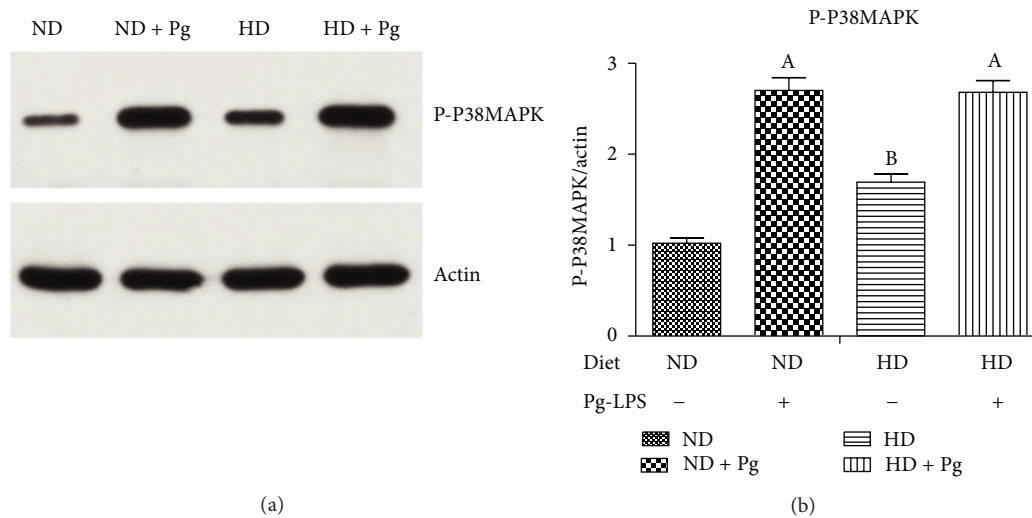 ND ND + Pg HD HD + Pg
P-P38MAPK
Actin
(a)
P-P38MAPK
P-P38MAPK/actin
3
2
1
0
A
B
A
Diet ND ND HD HD
Pg-LPS − + − +
ND HD
ND + Pg HD + Pg
(b)